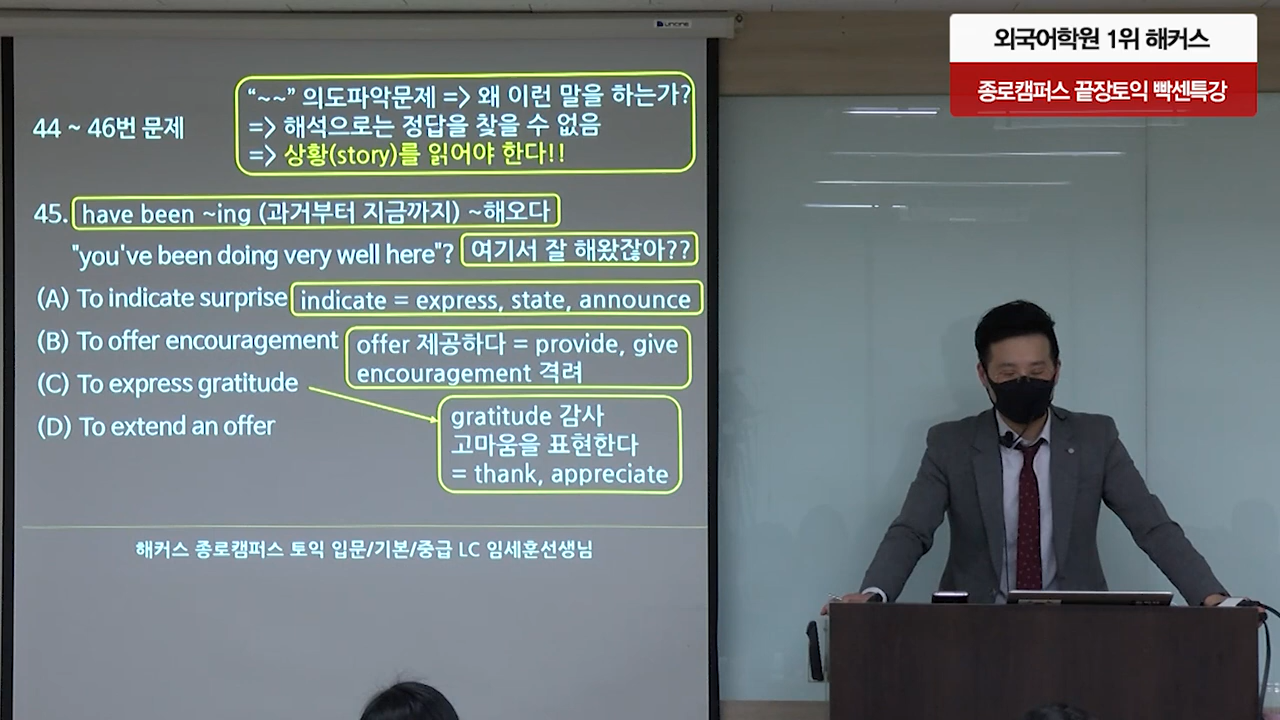 외국어학원 1위 해커스
종로캠퍼스 끝장토익 빡센특강
"~~" 의도파악문제 => 왜 이런 말을 하는가?
44 ~ 46번 문제
=> 해석으로는 정답을 찾을 수 없음
=> 상황(story)를 읽어야 한다!!
45. have been ~ing (과거부터 지금까지) ~해오다
"you've been doing very well here"? 여기서 잘 해왔잖아??
(A) To indicate surprise indicate = express, state, announce
(B) To offer encouragement offer 제공하다 = provide, give
encouragement 격려
(C) To express gratitude
gratitude 감사
고마움을 표현한다
= thank, appreciate
(D) To extend an offer
해커스 종로캠퍼스 토익 입문/기본/중급 LC 임세훈선생님